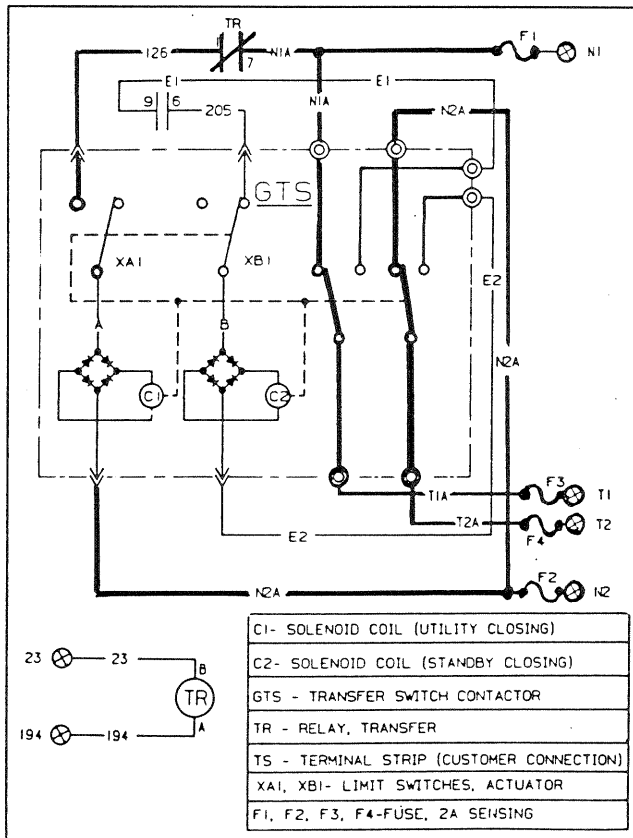 TR
F1
126
1
7
N1A
N1
E1
E1
9
6
205
N1A
N2A
GTS
XA1
XB1
E2
A
B
N2A
C1
C2
F3
T1A
T1
T2A
T2
F4
E2
F2
N2A
N2
23
23
B
TR
A
194
194
C1- SOLENOID COIL (UTILITY CLOSING)
C2- SOLENOID COIL (STANDBY CLOSING)
GTS - TRANSFER SWITCH CONTACTOR
TR - RELAY, TRANSFER
TS - TERMINAL STRIP (CUSTOMER CONNECTION)
XA1, XB1- LIMIT SWITCHES, ACTUATOR
F1, F2, F3, F4-FUSE, 2A SENSING